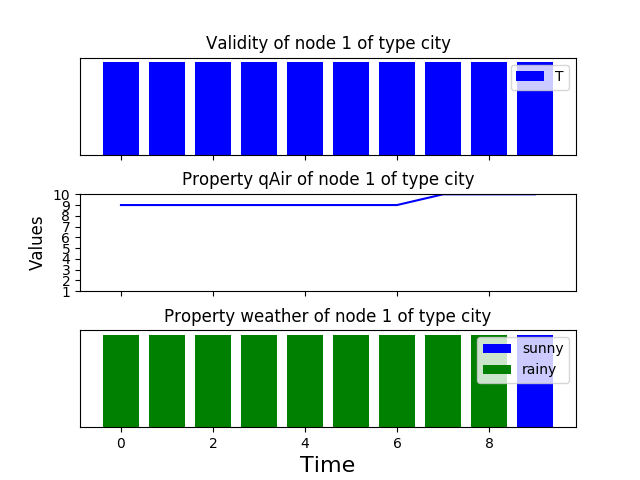 Validity of node 1 of type city
T
Property qAir of node 1 of type city
Values
10
9
8
7
6
5
4
3
2
1
Property weather of node 1 of type city
sunny
rainy
0 2 4 6 8
Time